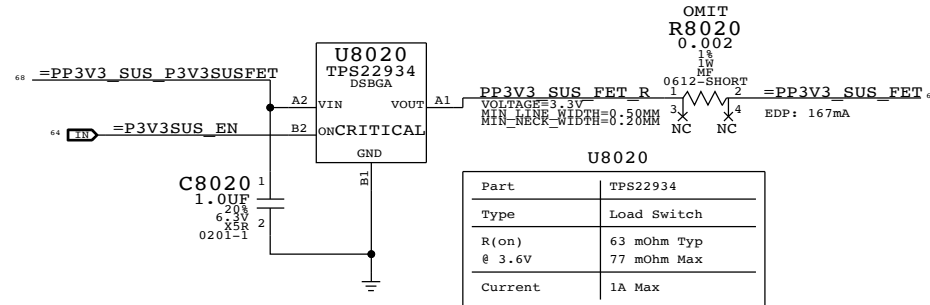 OMIT
R8020
0.002
1%
1W
MF
0612-SHORT
U8020
TPS22934
DSBGA
68 =PP3V3_SUS_P3V3SUSFET
A2 VIN VOUT A1
PP3V3_SUS_FET_R 1 2 =PP3V3_SUS_FET 6
VOLTAGE=3.3V
MIN_LINE_WIDTH=0.50MM
MIN_NECK_WIDTH=0.20MM
3 4
NC NC
EDP: 167mA
64 IN =P3V3SUS_EN B2 ON CRITICAL
GND
B1
C8020 1
1.0UF
20%
6.3V
X5R 2
0201-1
U8020
Part TPS22934
Type Load Switch
R(on) 63 mOhm Typ
@ 3.6V 77 mOhm Max
Current 1A Max